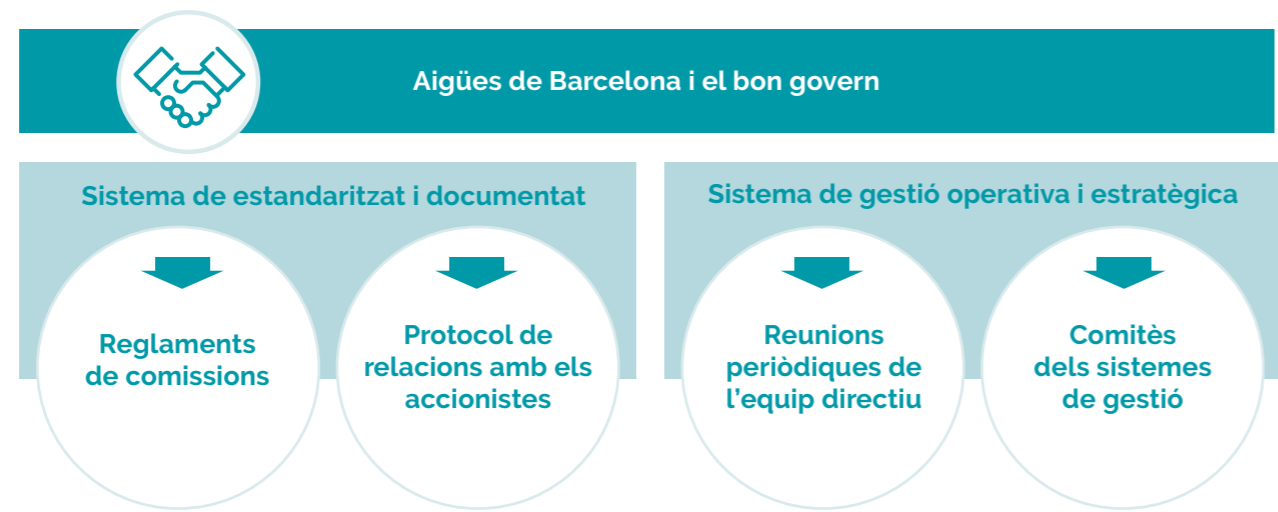 Aigües de Barcelona i el bon govern
Sistema de estandaritzat i documentat
Reglaments
de comissions
Protocol de
relacions amb els
accionistes
Sistema de gestió operativa i estratègica
Reunions
periòdiques de
l'equip directiu
Comitès
dels sistemes
de gestió